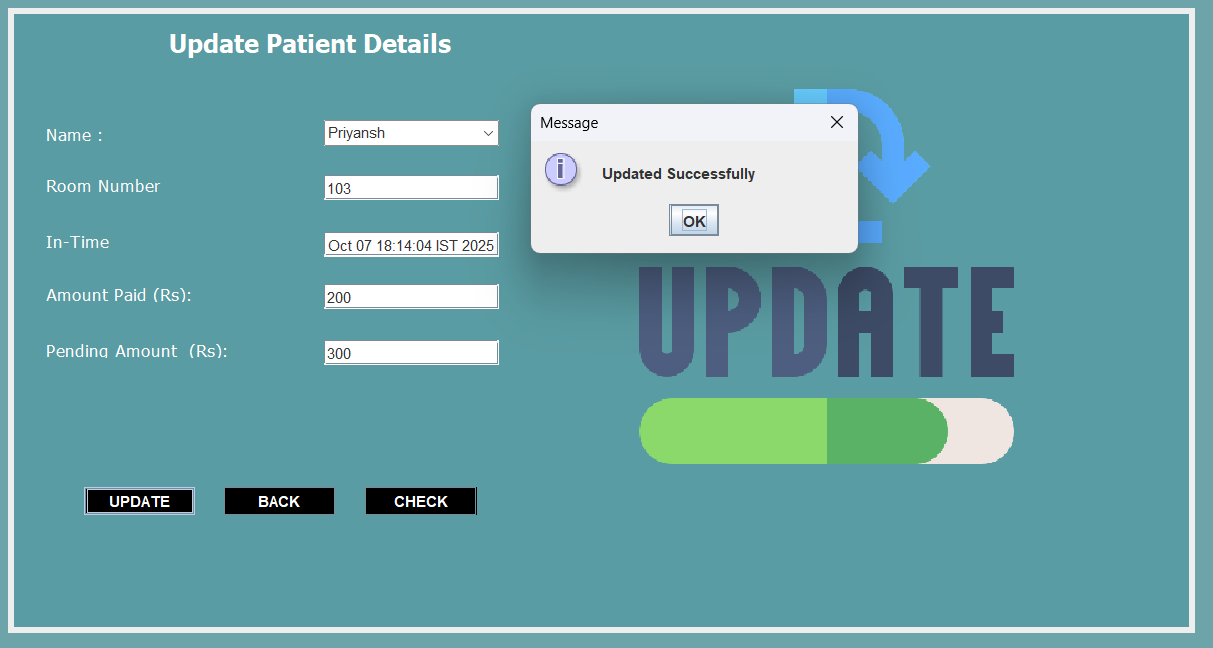 Update Patient Details
Message
Updated Successfully
OK
Name :
Priyansh
Room Number
103
In-Time
Oct 07 18:14:04 IST 2025
Amount Paid (Rs):
200
Pending Amount (Rs):
300
UPDATE
UPDATE
BACK
CHECK